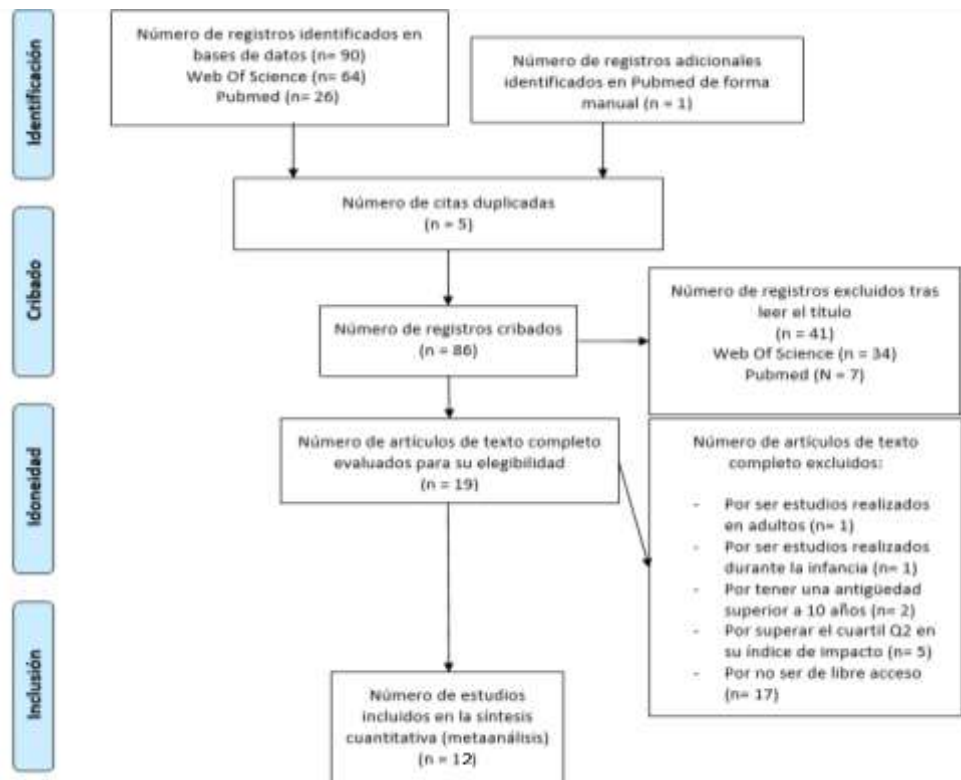 Identificación
Número de registros identificados en
bases de datos (n= 90)
Web Of Science (n= 64)
Pubmed (n= 26)
Número de registros adicionales
identificados en Pubmed de forma
manual (n = 1)
Número de citas duplicadas
(n = 5)
Cribado
Número de registros cribados
(n = 86)
Número de registros excluidos tras
leer el título
(n = 41)
Web Of Science (n = 34)
Pubmed (N = 7)
Idoneidad
Número de artículos de texto completo
evaluados para su elegibilidad
(n = 19)
Número de artículos de texto
completo excluidos:
- Por ser estudios realizados
en adultos (n= 1)
- Por ser estudios realizados
durante la infancia (n= 1)
- Por tener una antigüedad
superior a 10 años (n= 2)
- Por superar el cuartil Q2 en
su índice de impacto (n= 5)
- Por no ser de libre acceso
(n= 17)
Inclusión
Número de estudios
incluidos en la síntesis
cuantitativa (metaanálisis)
(n = 12)